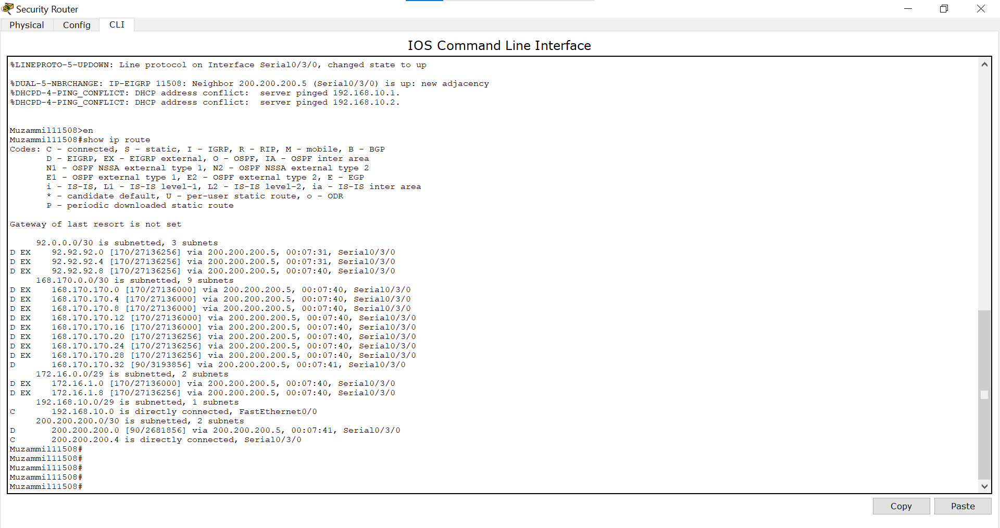 Security Router
Physical Config CLI
IOS Command Line Interface
%LINEPROTO-5-UPDOWN: Line protocol on Interface Serial0/3/0, changed state to up
%DUAL-5-NBRCHANGE: IP-EIGRP 11508: Neighbor 200.200.200.5 (Serial0/3/0) is up: new adjacency
%DHCPD-4-PING_CONFLICT: DHCP address conflict:  server pinged 192.168.10.1.
%DHCPD-4-PING_CONFLICT: DHCP address conflict:  server pinged 192.168.10.2.
Muzammil11508>en
Muzammil11508#show ip route
Codes: C - connected, S - static, I - IGRP, R - RIP, M - mobile, B - BGP
       D - EIGRP, EX - EIGRP external, O - OSPF, IA - OSPF inter area
       N1 - OSPF NSSA external type 1, N2 - OSPF NSSA external type 2
       E1 - OSPF external type 1, E2 - OSPF external type 2, E - EGP
       i - IS-IS, L1 - IS-IS level-1, L2 - IS-IS level-2, ia - IS-IS inter area
       * - candidate default, U - per-user static route, o - ODR
       P - periodic downloaded static route
Gateway of last resort is not set
     92.0.0.0/30 is subnetted, 3 subnets
D EX    92.92.92.0 [170/27136256] via 200.200.200.5, 00:07:31, Serial0/3/0
D EX    92.92.92.4 [170/27136256] via 200.200.200.5, 00:07:31, Serial0/3/0
D EX    92.92.92.8 [170/27136256] via 200.200.200.5, 00:07:40, Serial0/3/0
     168.170.0.0/30 is subnetted, 9 subnets
D EX    168.170.170.0 [170/27136000] via 200.200.200.5, 00:07:40, Serial0/3/0
D EX    168.170.170.4 [170/27136000] via 200.200.200.5, 00:07:40, Serial0/3/0
D EX    168.170.170.8 [170/27136000] via 200.200.200.5, 00:07:40, Serial0/3/0
D EX    168.170.170.12 [170/27136000] via 200.200.200.5, 00:07:40, Serial0/3/0
D EX    168.170.170.16 [170/27136000] via 200.200.200.5, 00:07:40, Serial0/3/0
D EX    168.170.170.20 [170/27136256] via 200.200.200.5, 00:07:40, Serial0/3/0
D EX    168.170.170.24 [170/27136256] via 200.200.200.5, 00:07:40, Serial0/3/0
D EX    168.170.170.28 [170/27136256] via 200.200.200.5, 00:07:40, Serial0/3/0
D       168.170.170.32 [90/3193856] via 200.200.200.5, 00:07:41, Serial0/3/0
     172.16.0.0/29 is subnetted, 2 subnets
D EX    172.16.1.0 [170/27136000] via 200.200.200.5, 00:07:40, Serial0/3/0
D EX    172.16.1.8 [170/27136256] via 200.200.200.5, 00:07:40, Serial0/3/0
     192.168.10.0/29 is subnetted, 1 subnets
C       192.168.10.0 is directly connected, FastEthernet0/0
     200.200.200.0/30 is subnetted, 2 subnets
D       200.200.200.0 [90/2681856] via 200.200.200.5, 00:07:41, Serial0/3/0
C       200.200.200.4 is directly connected, Serial0/3/0
Muzammil11508#
Muzammil11508#
Muzammil11508#
Muzammil11508#
Muzammil11508#
Copy Paste